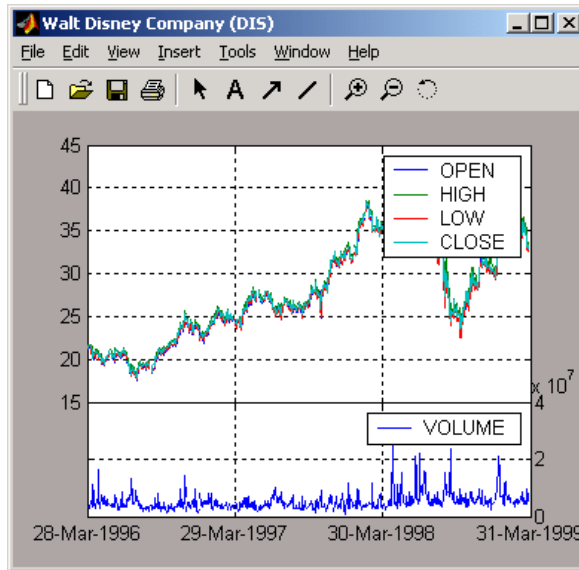 Walt Disney Company (DIS)
File Edit View Insert Tools Window Help
A
45
40
35
30
25
20
15
OPEN
HIGH
LOW
CLOSE
x 10^7
4
VOLUME
2
0
28-Mar-1996 29-Mar-1997 30-Mar-1998 31-Mar-1999